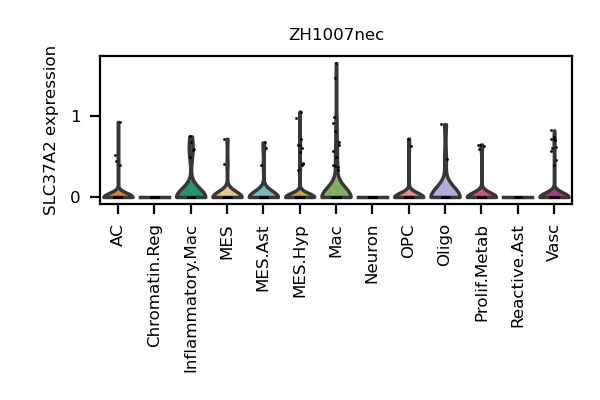 ZH1007nec
SLC37A2 expression
1
0
AC
Chromatin.Reg
Inflammatory.Mac
MES
MES.Ast
MES.Hyp
Mac
Neuron
OPC
Oligo
Prolif.Metab
Reactive.Ast
Vasc